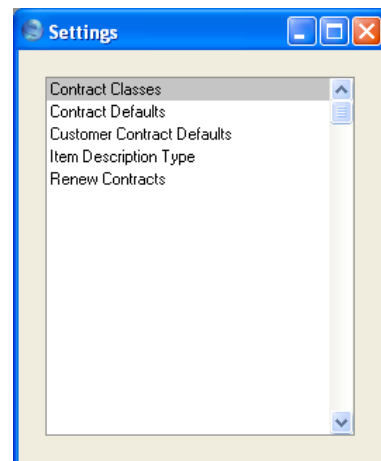 Settings
Contract Classes
Contract Defaults
Customer Contract Defaults
Item Description Type
Renew Contracts